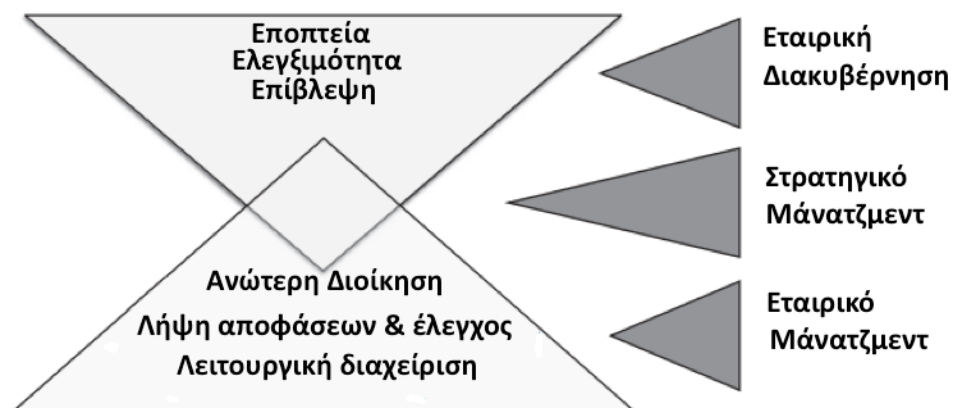 Εποπτεία
Ελεγξιμότητα
Επίβλεψη
Εταιρική
Διακυβέρνηση
Στρατηγικό
Μάνατζμεντ
Ανώτερη Διοίκηση
Λήψη αποφάσεων & έλεγχος
Λειτουργική διαχείριση
Εταιρικό
Μάνατζμεντ